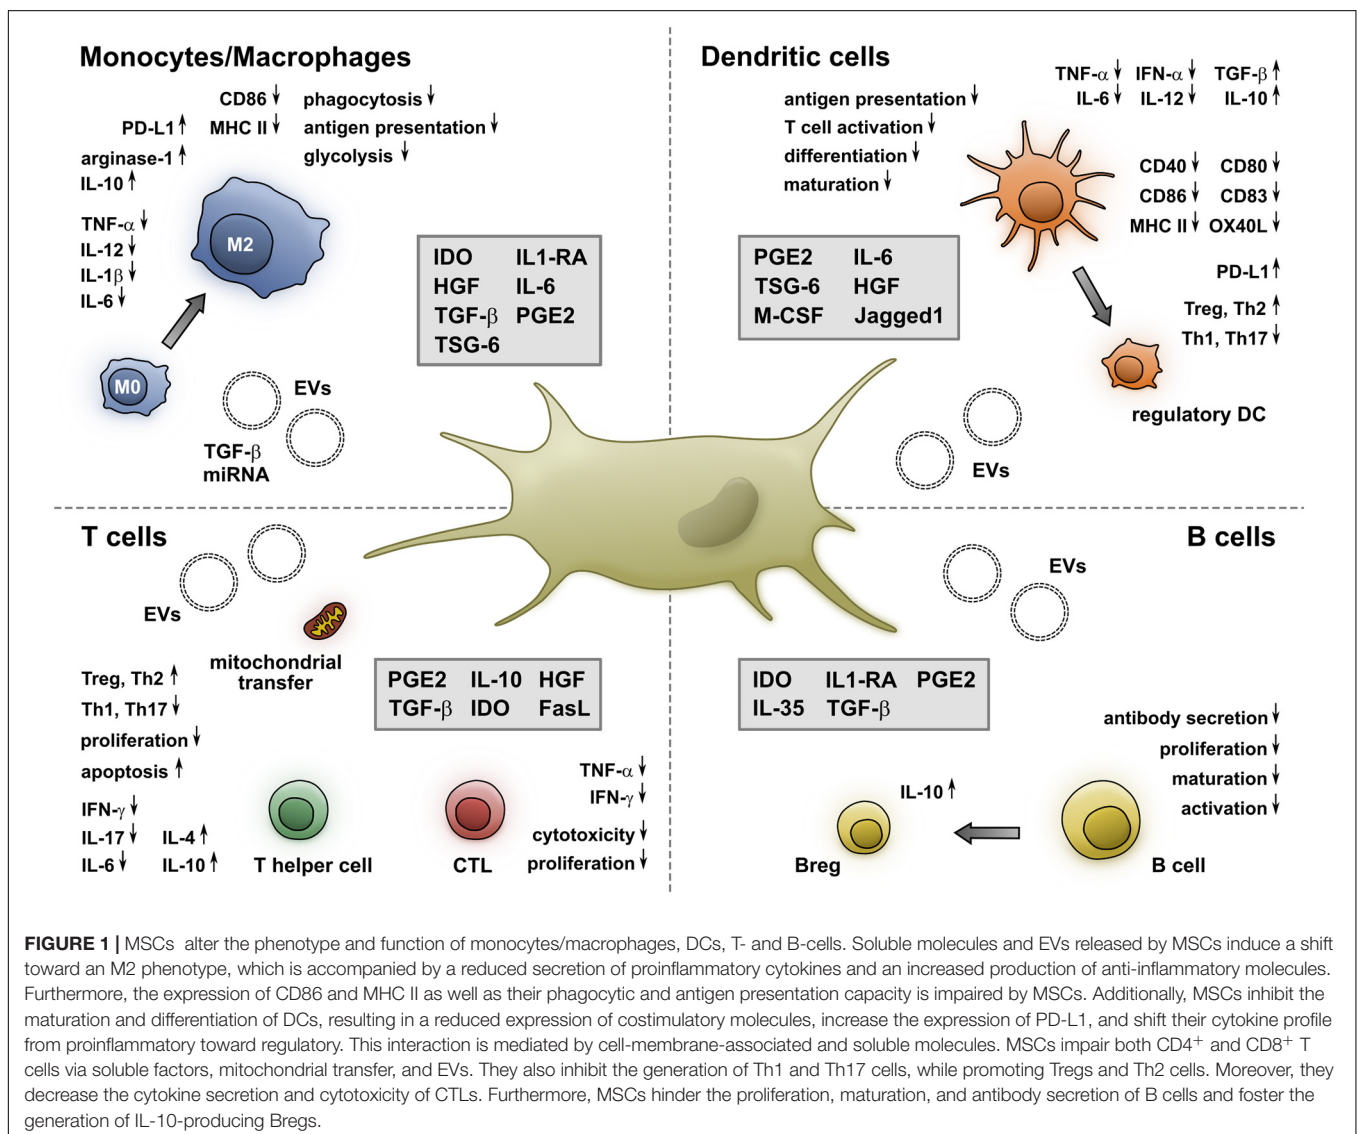 Monocytes/Macrophages
CD86↓ phagocytosis↓
PD-L1↑ MHC II↓ antigen presentation↓
arginase-1↑ glycolysis↓
IL-10↑
TNF-α↓
IL-12↓
IL-1β↓
IL-6↓
M2
M0
IDO IL1-RA
HGF IL-6
TGF-β PGE2
TSG-6
EVs
TGF-β
miRNA
Dendritic cells
antigen presentation↓
T cell activation↓
differentiation↓
maturation↓
TNF-α↓ IFN-α↓ TGF-β↑
IL-6↓ IL-12↓ IL-10↑
CD40↓ CD80↓
CD86↓ CD83↓
MHC II↓ OX40L↓
PD-L1↑
Treg, Th2↑
Th1, Th17↓
PGE2 IL-6
TSG-6 HGF
M-CSF Jagged1
regulatory DC
EVs
T cells
EVs
mitochondrial
transfer
Treg, Th2↑
Th1, Th17↓
proliferation↓
apoptosis↑
IFN-γ↓
IL-17↓ IL-4↑
IL-6↓ IL-10↑
T helper cell
PGE2 IL-10 HGF
TGF-β IDO FasL
TNF-α↓
IFN-γ↓
cytotoxicity↓
proliferation↓
CTL
B cells
EVs
IDO IL1-RA PGE2
IL-35 TGF-β
antibody secretion↓
proliferation↓
maturation↓
activation↓
IL-10↑
Breg
B cell
FIGURE 1 | MSCs alter the phenotype and function of monocytes/macrophages, DCs, T- and B-cells. Soluble molecules and EVs released by MSCs induce a shift
toward an M2 phenotype, which is accompanied by a reduced secretion of proinflammatory cytokines and an increased production of anti-inflammatory molecules.
Furthermore, the expression of CD86 and MHC II as well as their phagocytic and antigen presentation capacity is impaired by MSCs. Additionally, MSCs inhibit the
maturation and differentiation of DCs, resulting in a reduced expression of costimulatory molecules, increase the expression of PD-L1, and shift their cytokine profile
from proinflammatory toward regulatory. This interaction is mediated by cell-membrane-associated and soluble molecules. MSCs impair both CD4⁺ and CD8⁺ T
cells via soluble factors, mitochondrial transfer, and EVs. They also inhibit the generation of Th1 and Th17 cells, while promoting Tregs and Th2 cells. Moreover, they
decrease the cytokine secretion and cytotoxicity of CTLs. Furthermore, MSCs hinder the proliferation, maturation, and antibody secretion of B cells and foster the
generation of IL-10-producing Bregs.